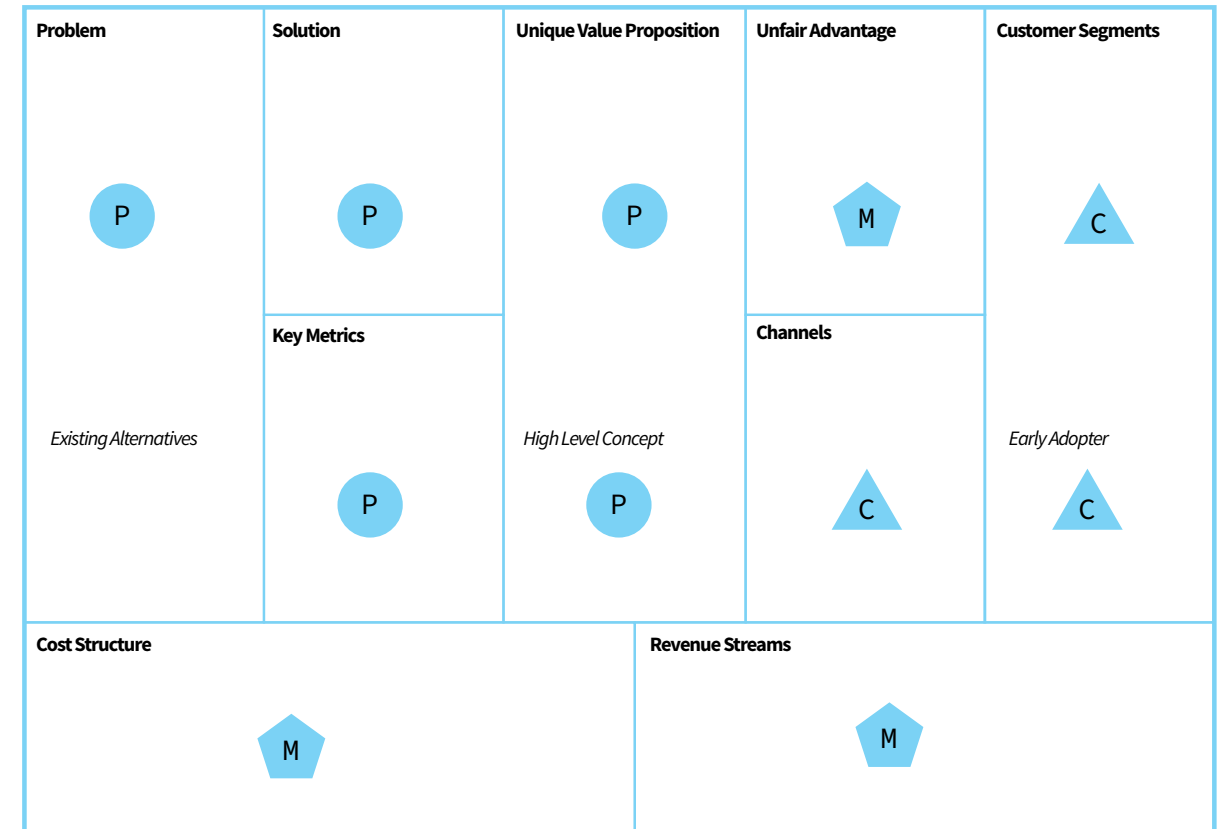 Problem
P
Existing Alternatives
Solution
P
Key Metrics
P
Unique Value Proposition
P
High Level Concept
P
Unfair Advantage
M
Channels
C
Customer Segments
C
Early Adopter
C
Cost Structure
M
Revenue Streams
M